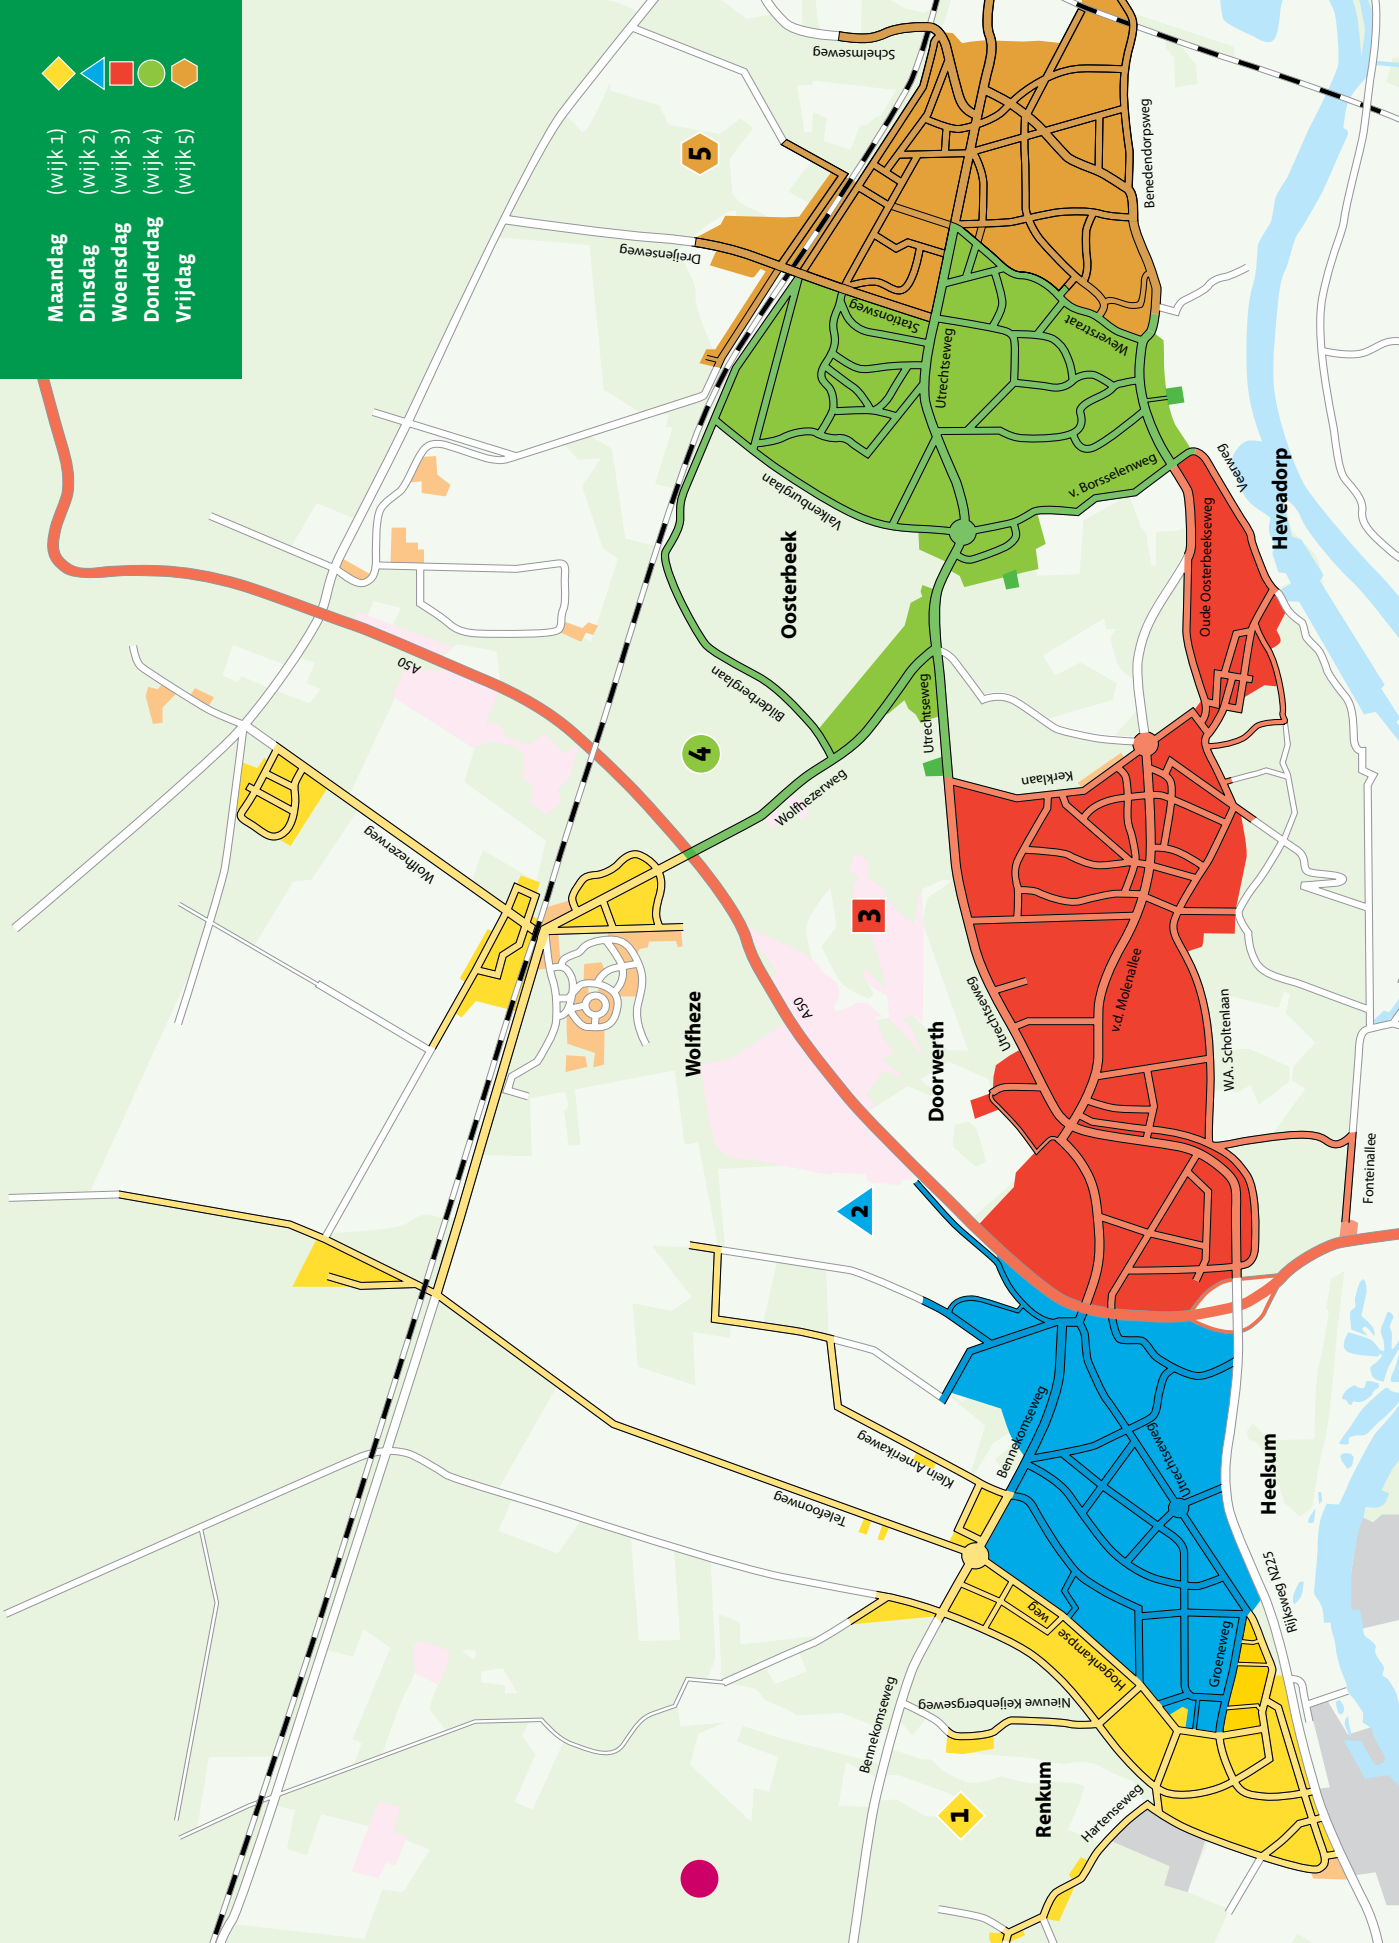 Maandag (wijk 1)
Dinsdag (wijk 2)
Woensdag (wijk 3)
Donderdag (wijk 4)
Vrijdag (wijk 5)
Schelmseweg
5
Benedendorpsweg
Dreijenseweg
Stationsweg
Utrechtseweg
Weverstraat
Valkenburglaan
v. Borsselenweg
Veerweg
Heveadorp
Oosterbeek
Oude Oosterbeekseweg
A50
Bilderberglaan
4
Utrechtseweg
Wolfhezerweg
Kerklaan
Wolfhezerweg
3
Wolfheze
A50
Doorwerth
Utrechtseweg
v.d. Molenallee
W.A. Scholtenlaan
Fonteinallee
2
Bennekomseweg
Klein Amerikaweg
Telefoonweg
Utrechtseweg
Heelsum
Rijksweg N225
Hogenkampse
weg
Groeneweg
Nieuwe Keijenbergseweg
Bennekomseweg
1
Renkum
Hartenseweg